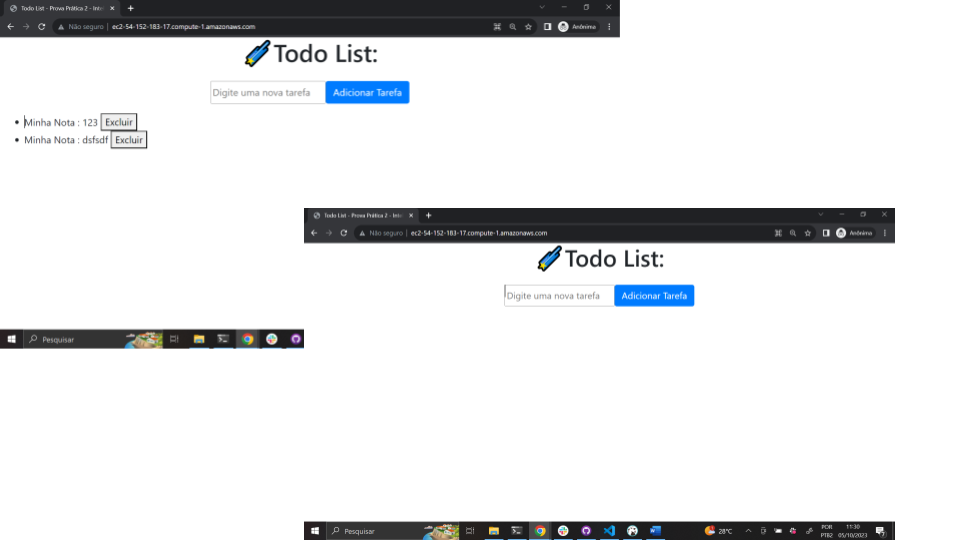 Todo List - Prova Prática 2 - Inte
Não seguro | ec2-54-152-183-17.compute-1.amazonaws.com
Anônima
Todo List:
Digite uma nova tarefa
Adicionar Tarefa
Minha Nota : 123 Excluir
Minha Nota : dsfsdf Excluir
Pesquisar
Todo List - Prova Prática 2 - Inte
Não seguro | ec2-54-152-183-17.compute-1.amazonaws.com
Anônima
Todo List:
Digite uma nova tarefa
Adicionar Tarefa
Pesquisar
28°C
POR
PTB2
11:30
05/10/2023